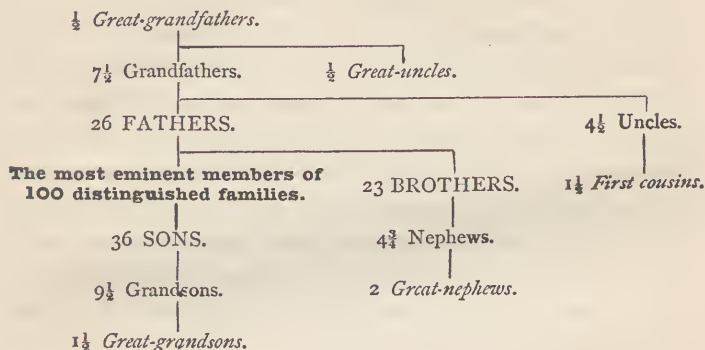 ½ Great-grandfathers.
7½ Grandfathers. ½ Great-uncles.
26 FATHERS. 4½ Uncles.
The most eminent members of
100 distinguished families.
23 BROTHERS. 1½ First cousins.
36 SONS. 4¾ Nephews.
9½ Grandsons. 2 Great-nephews.
1½ Great-grandsons.